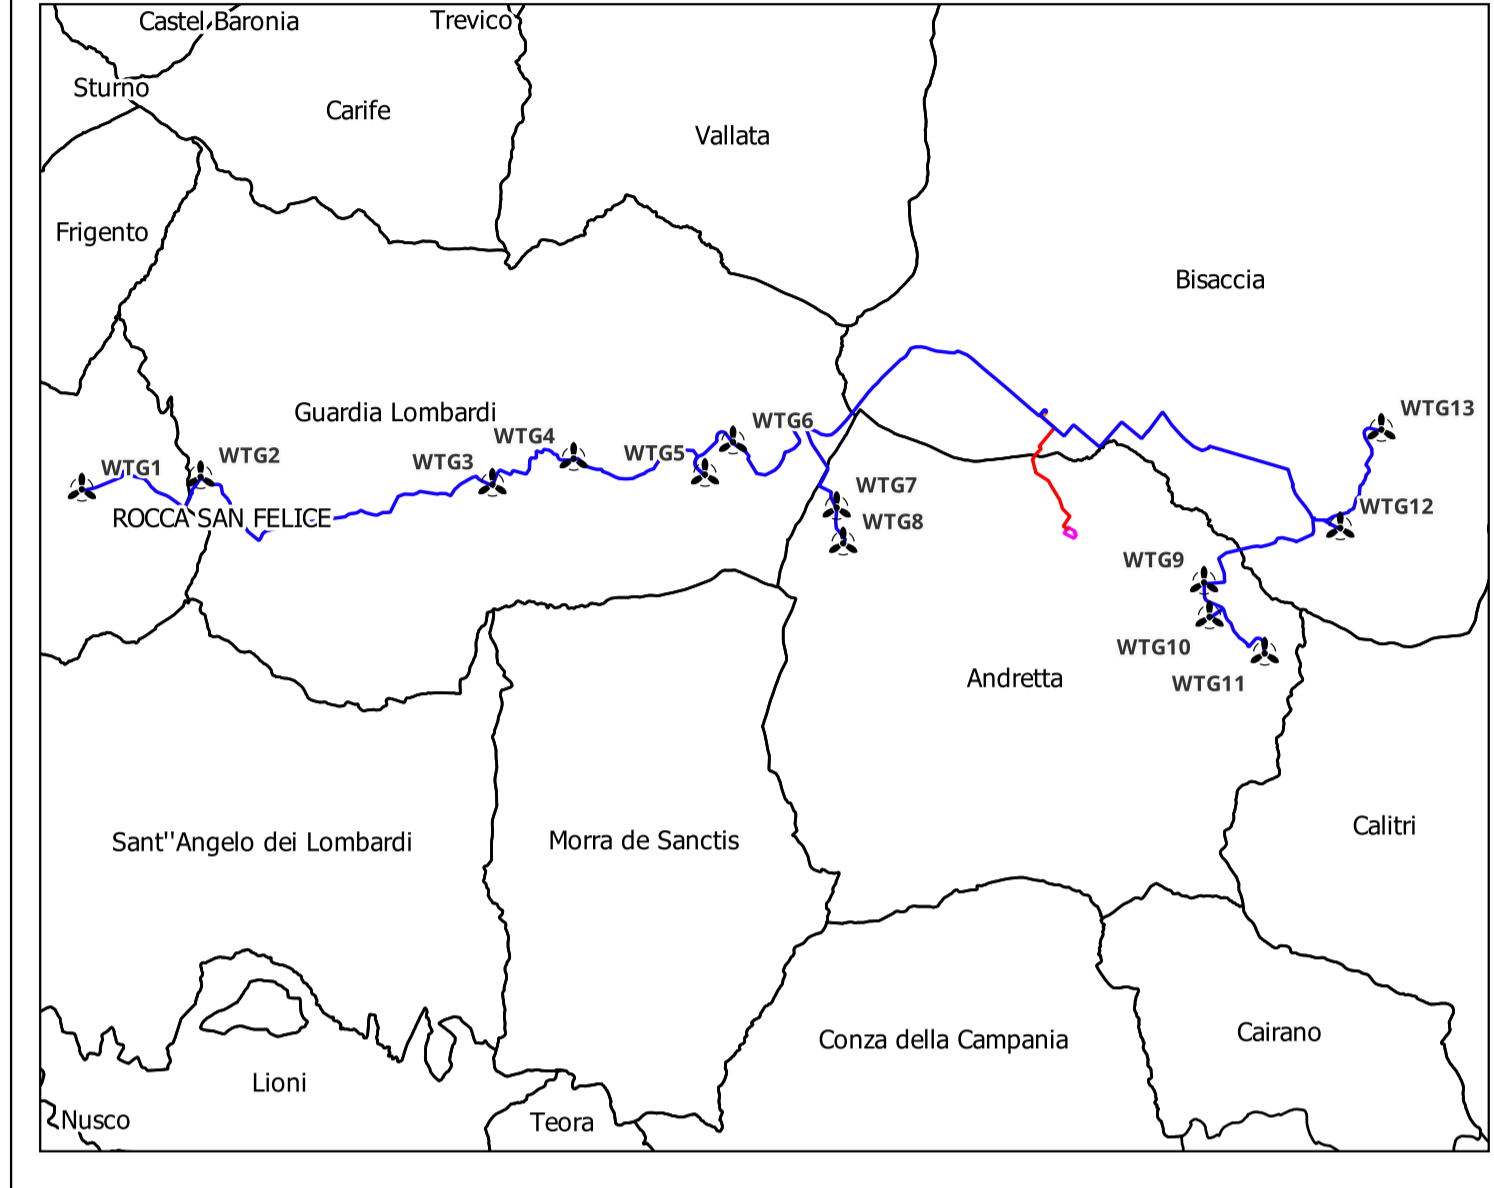 Castel Baronia
Trevico
Sturno
Carife
Vallata
Frigento
Bisaccia
Guardia Lombardi
WTG6
WTG13
WTG4
WTG5
WTG2
WTG3
WTG1
WTG7
WTG12
ROCCA SAN FELICE
WTG8
WTG9
WTG10
Andretta
WTG11
Calitri
Sant''Angelo dei Lombardi
Morra de Sanctis
Cairano
Conza della Campania
Lioni
Nusco
Teora